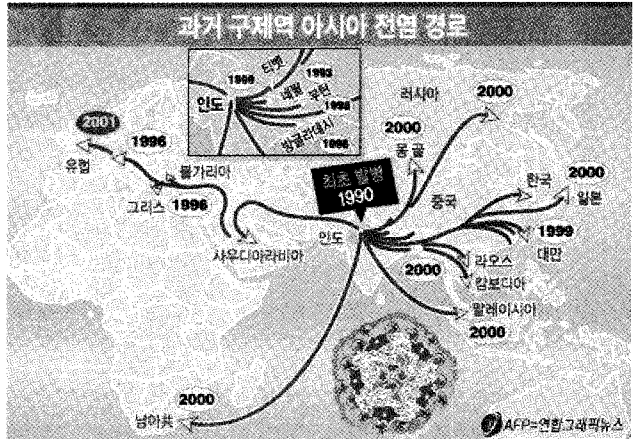 과거 구제역 아시아 전염 경로
1990
티벳
1993
네팔
부탄
인도
1998
방글라데시
1996
러시아
2000
2001
1996
2000
몽골
유럽
불가리아
최초 발병
1990
중국
한국
2000
일본
그리스
1996
사우디아라비아
인도
1999
대만
라오스
2000
캄보디아
말레이시아
2000
2000
남아共
AFP=연합그래픽뉴스